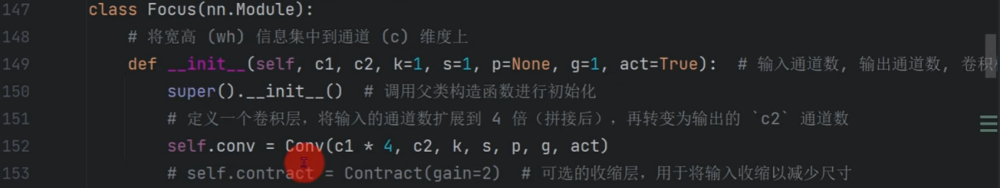 147 class Focus(nn.Module):
148 # 将宽高 (wh) 信息集中到通道 (c) 维度上
149 def __init__(self, c1, c2, k=1, s=1, p=None, g=1, act=True):  # 输入通道数, 输出通道数, 卷积
150 super().__init__()  # 调用父类构造函数进行初始化
151 # 定义一个卷积层，将输入的通道数扩展到 4 倍（拼接后），再转变为输出的 `c2` 通道数
152 self.conv = Conv(c1 * 4, c2, k, s, p, g, act)
153 # self.contract = Contract(gain=2)  # 可选的收缩层，用于将输入收缩以减少尺寸